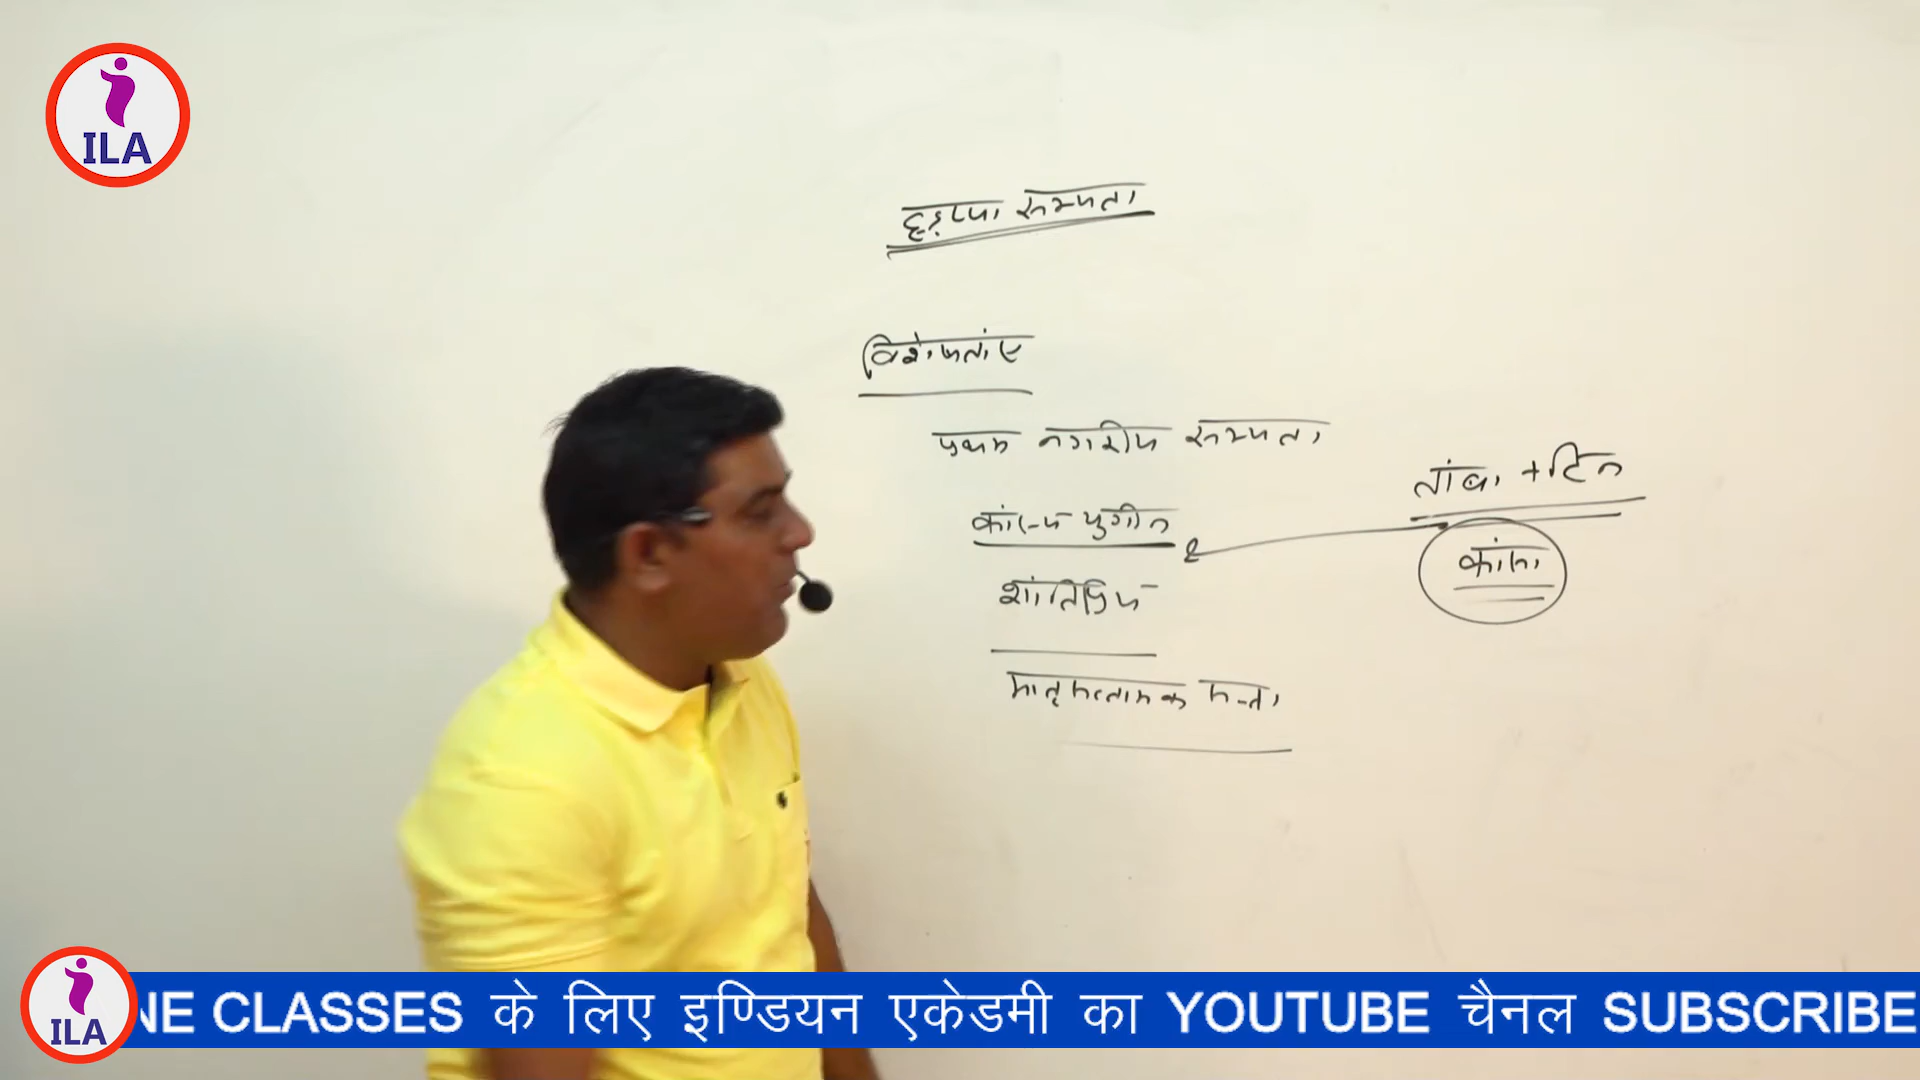 ILA
हड़प्पा सभ्यता
विशेषताएं
प्रथम नगरीय सभ्यता
तांबा + टिन
कांस्य युगीन
कांसा
शांतिप्रिय
मातृसत्तात्मक सत्ता
ILA
NE CLASSES के लिए इण्डियन एकेडमी का YOUTUBE चैनल SUBSCRIBE